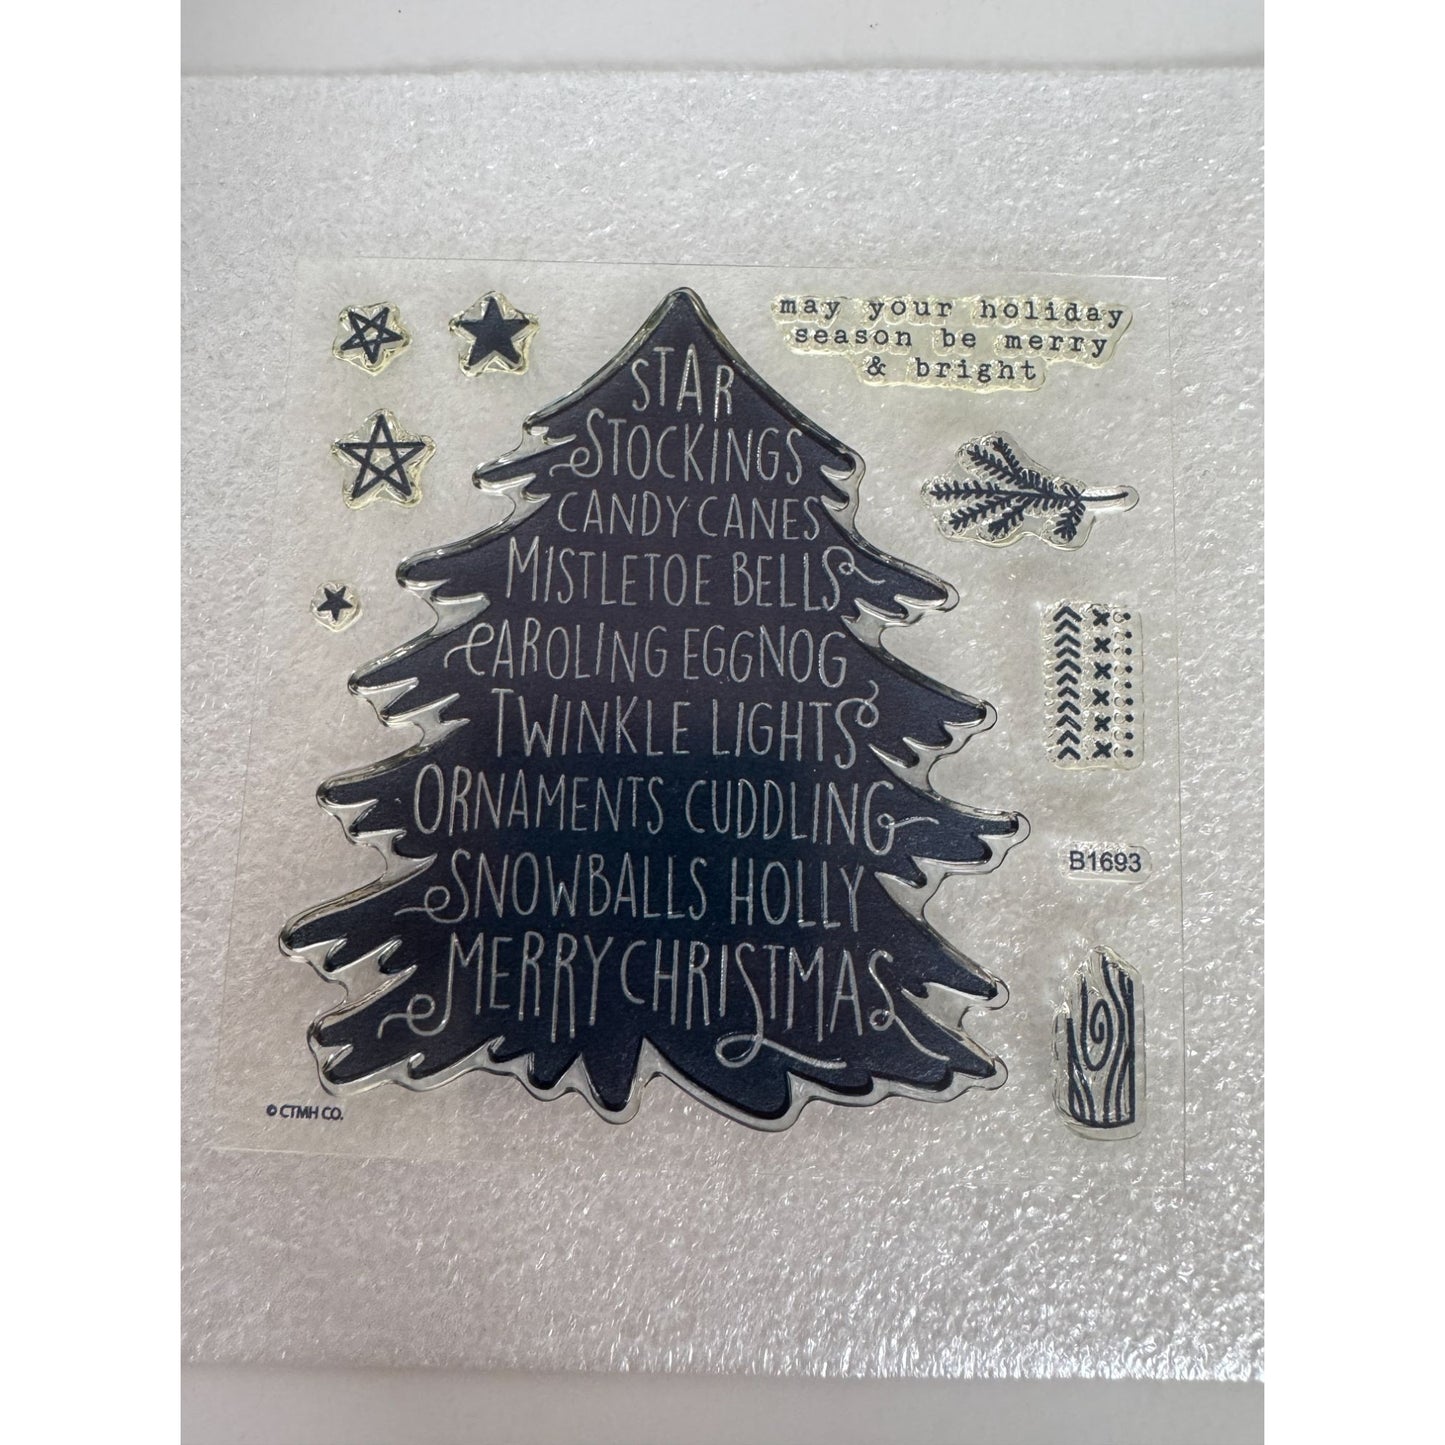 may your holiday
season be merry
& bright
STAR
STOCKINGS
CANDY CANES
MISTLETOE BELLS
CAROLING EGGNOG
TWINKLE LIGHTS
ORNAMENTS CUDDLING
SNOWBALLS HOLLY
MERRY CHRISTMAS
B1693
© CTMH CO.